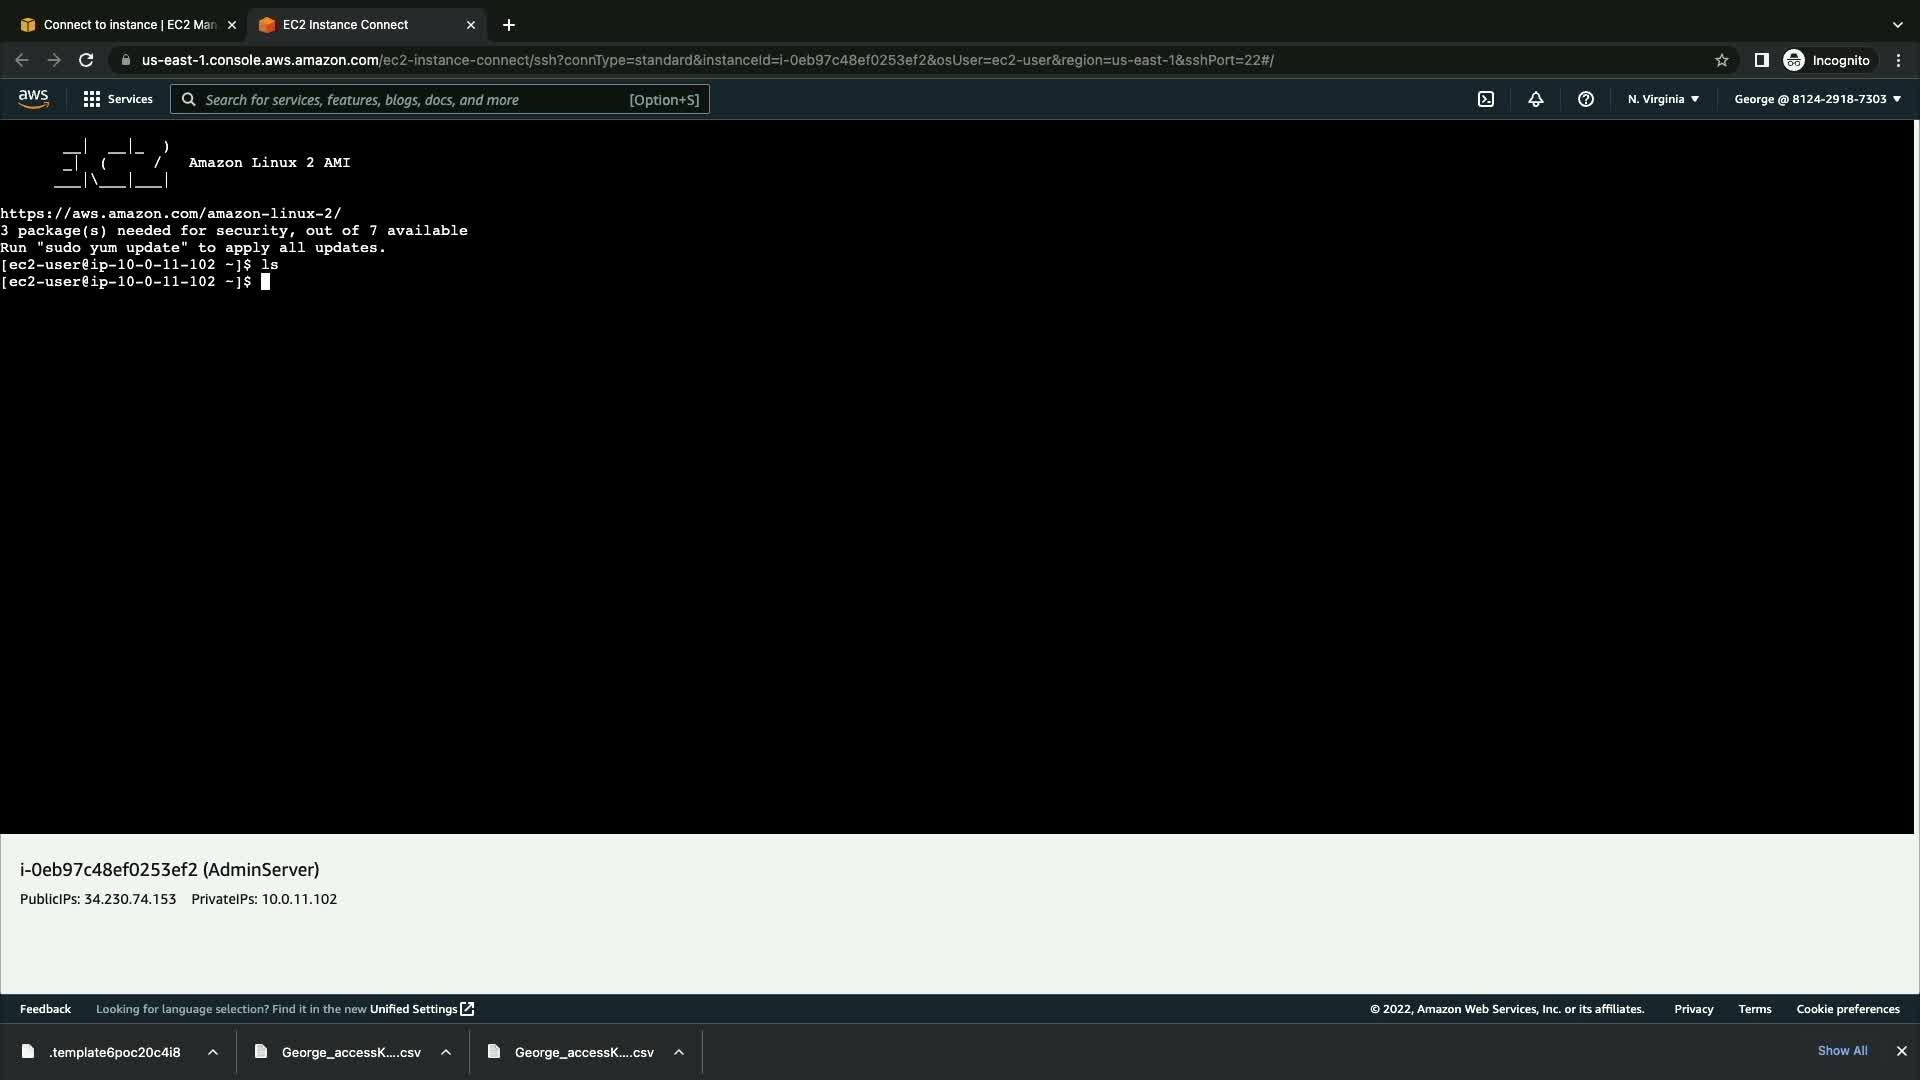 Connect to instance | EC2 Man
EC2 Instance Connect
us-east-1.console.aws.amazon.com/ec2-instance-connect/ssh?connType=standard&instanceId=i-0eb97c48ef0253ef2&osUser=ec2-user&region=us-east-1&sshPort=22#/
Incognito
aws
Services
Search for services, features, blogs, docs, and more
[Option+S]
N. Virginia
George @ 8124-2918-7303
       __|  __|_  )
       _|  (     /   Amazon Linux 2 AMI
      ___|\___|___|
https://aws.amazon.com/amazon-linux-2/
3 package(s) needed for security, out of 7 available
Run "sudo yum update" to apply all updates.
[ec2-user@ip-10-0-11-102 ~]$ ls
[ec2-user@ip-10-0-11-102 ~]$
i-0eb97c48ef0253ef2 (AdminServer)
PublicIPs: 34.230.74.153 PrivateIPs: 10.0.11.102
Feedback
Looking for language selection? Find it in the new Unified Settings
© 2022, Amazon Web Services, Inc. or its affiliates.
Privacy
Terms
Cookie preferences
.template6poc20c4i8
George_accessK....csv
George_accessK....csv
Show All